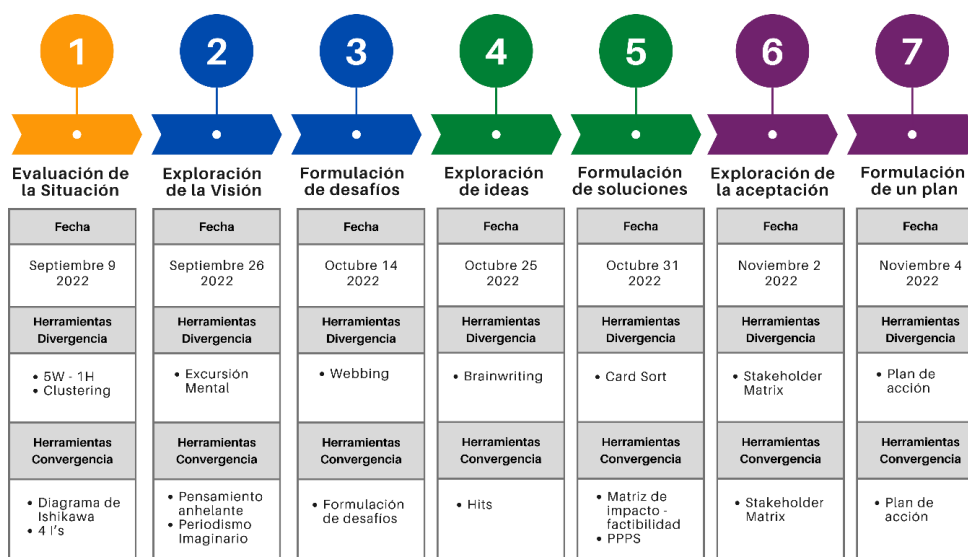 1
2
3
4
5
6
7
Evaluación de
la Situación
Exploración
de la Visión
Formulación
de desafíos
Exploración
de ideas
Formulación
de soluciones
Exploración de
la aceptación
Formulación
de un plan
Fecha
Fecha
Fecha
Fecha
Fecha
Fecha
Fecha
Septiembre 9
2022
Septiembre 26
2022
Octubre 14
2022
Octubre 25
2022
Octubre 31
2022
Noviembre 2
2022
Noviembre 4
2022
Herramientas
Divergencia
Herramientas
Divergencia
Herramientas
Divergencia
Herramientas
Divergencia
Herramientas
Divergencia
Herramientas
Divergencia
Herramientas
Divergencia
• 5W - 1H
• Clustering
• Excursión
Mental
• Webbing
• Brainwriting
• Card Sort
• Stakeholder
Matrix
• Plan de
acción
Herramientas
Convergencia
Herramientas
Convergencia
Herramientas
Convergencia
Herramientas
Convergencia
Herramientas
Convergencia
Herramientas
Convergencia
Herramientas
Convergencia
• Diagrama de
Ishikawa
• 4 I's
• Pensamiento
anhelante
• Periodismo
Imaginario
• Formulación
de desafíos
• Hits
• Matriz de
impacto -
factibilidad
• PPPS
• Stakeholder
Matrix
• Plan de
acción